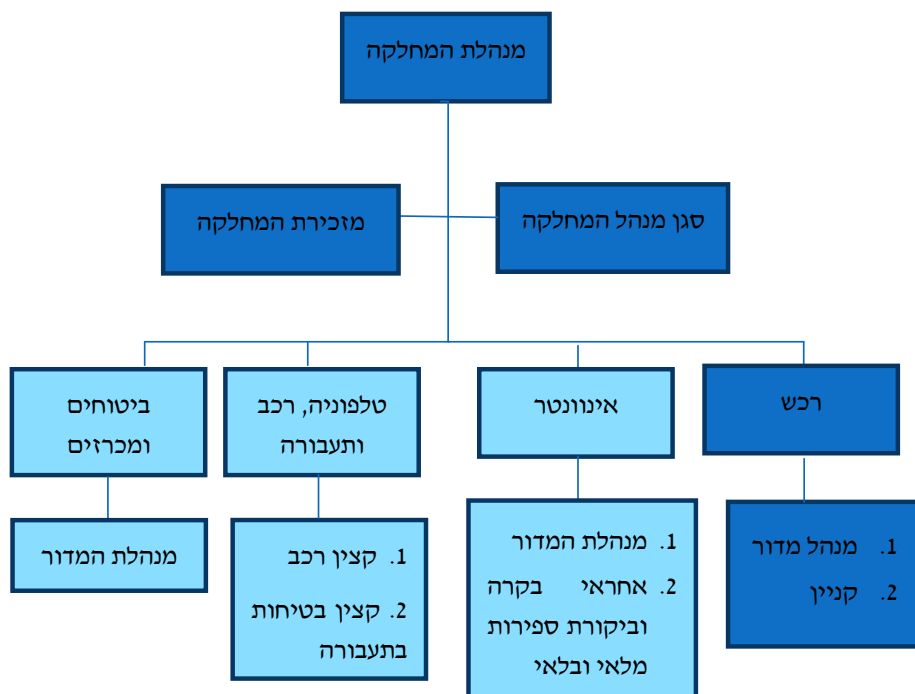 מנהלת המחלקה
סגן מנהל המחלקה
מזכירת המחלקה
רכש
אינוונטר
טלפוניה, רכב
ותעבורה
ביטוחים
ומכרזים
1. מנהל מדור
2. קניין
1. מנהלת המדור
2. אחראי בקרה
וביקורת ספירות
מלאי ובלאי
1. קצין רכב
2. קצין בטיחות
בתעבורה
מנהלת המדור